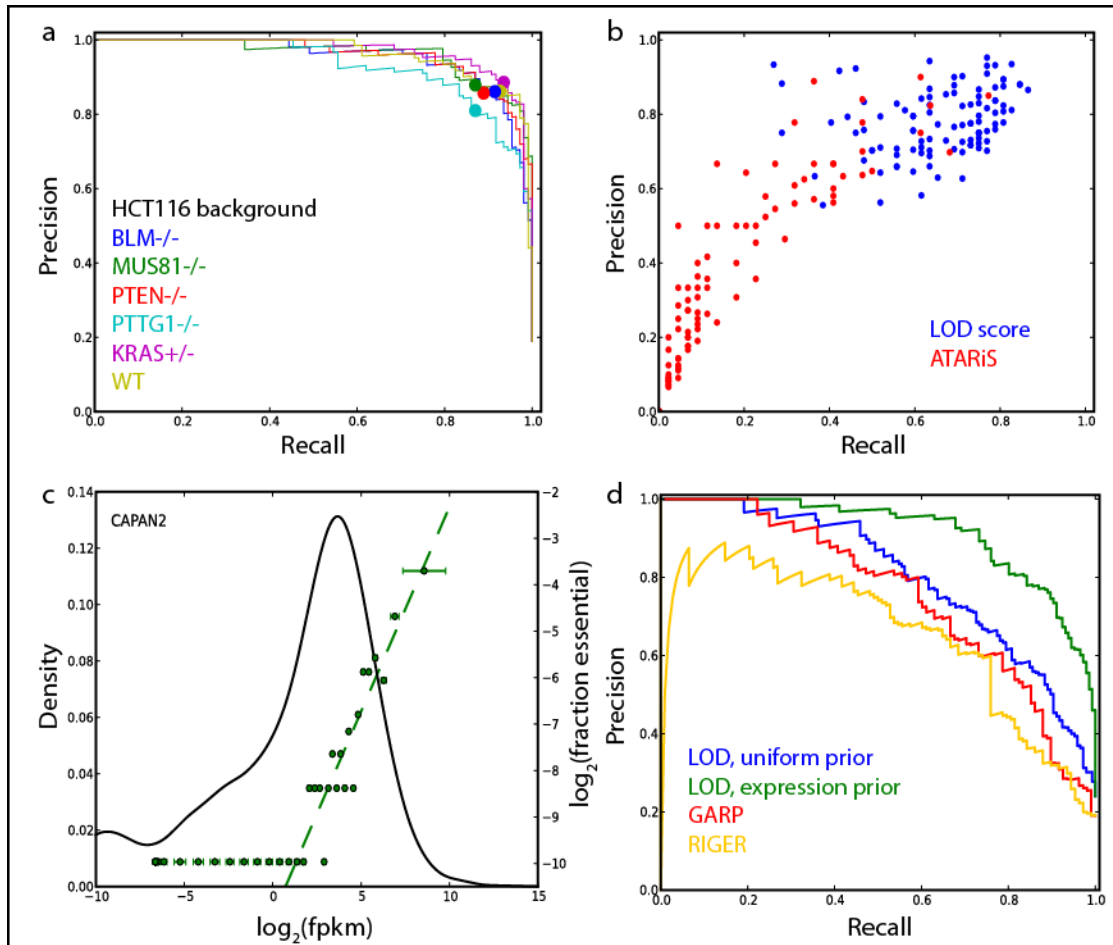 a
1.0
0.8
0.6
0.4
0.2
0.0
Precision
HCT116 background
BLM-/-
MUS81-/-
PTEN-/-
PTTG1-/-
KRAS+/-
WT
0.0 0.2 0.4 0.6 0.8 1.0
Recall
b
1.0
0.8
0.6
0.4
0.2
0.0
Precision
LOD score
ATARiS
0.0 0.2 0.4 0.6 0.8 1.0
Recall
c
0.14
0.12
0.10
0.08
0.06
0.04
0.02
0.00
Density
CAPAN2
−2
−3
−4
−5
−6
−7
−8
−9
−10
log2(fraction essential)
−10 −5 0 5 10 15
log2(fpkm)
d
1.0
0.8
0.6
0.4
0.2
0.0
Precision
LOD, uniform prior
LOD, expression prior
GARP
RIGER
0.0 0.2 0.4 0.6 0.8 1.0
Recall